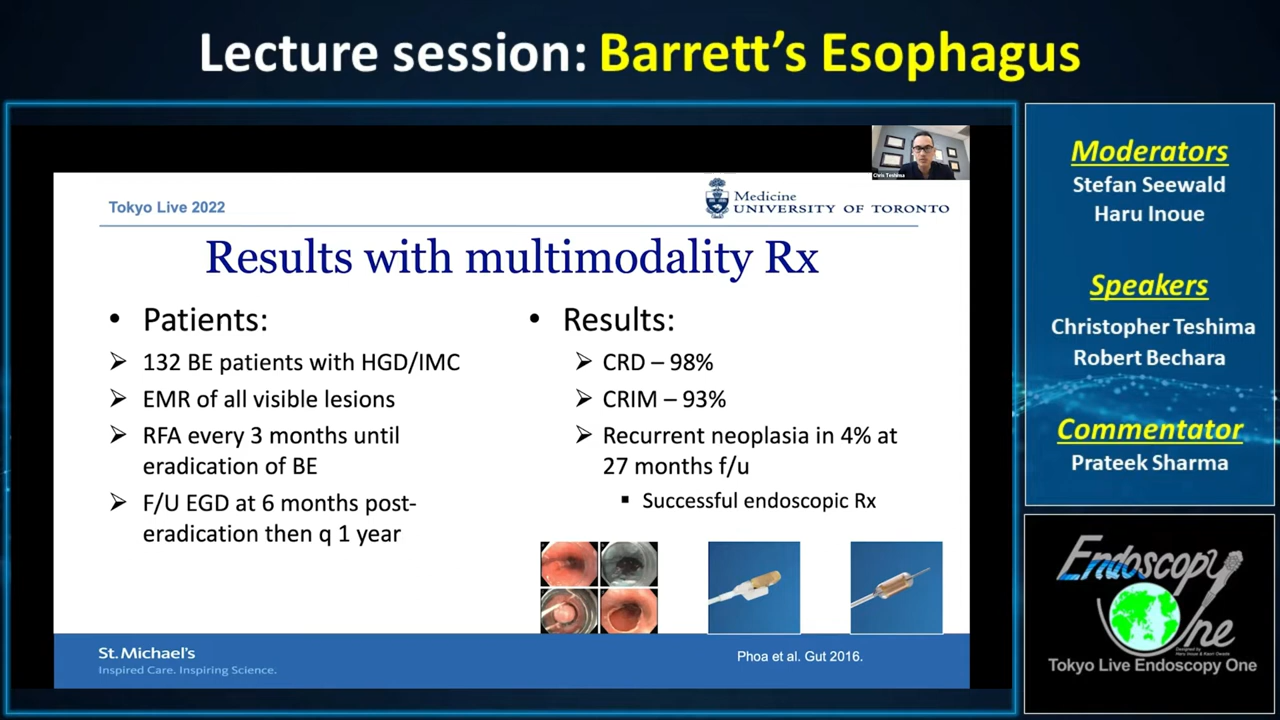 Lecture session: Barrett's Esophagus
Chris Teshima
Tokyo Live 2022
Medicine
UNIVERSITY OF TORONTO
Results with multimodality Rx
• Patients:
➢ 132 BE patients with HGD/IMC
➢ EMR of all visible lesions
➢ RFA every 3 months until
eradication of BE
➢ F/U EGD at 6 months post-
eradication then q 1 year
• Results:
➢ CRD – 98%
➢ CRIM – 93%
➢ Recurrent neoplasia in 4% at
27 months f/u
▪ Successful endoscopic Rx
St. Michael's
Inspired Care. Inspiring Science.
Phoa et al. Gut 2016.
Moderators
Stefan Seewald
Haru Inoue
Speakers
Christopher Teshima
Robert Bechara
Commentator
Prateek Sharma
Endoscopy
One
Tokyo Live Endoscopy One